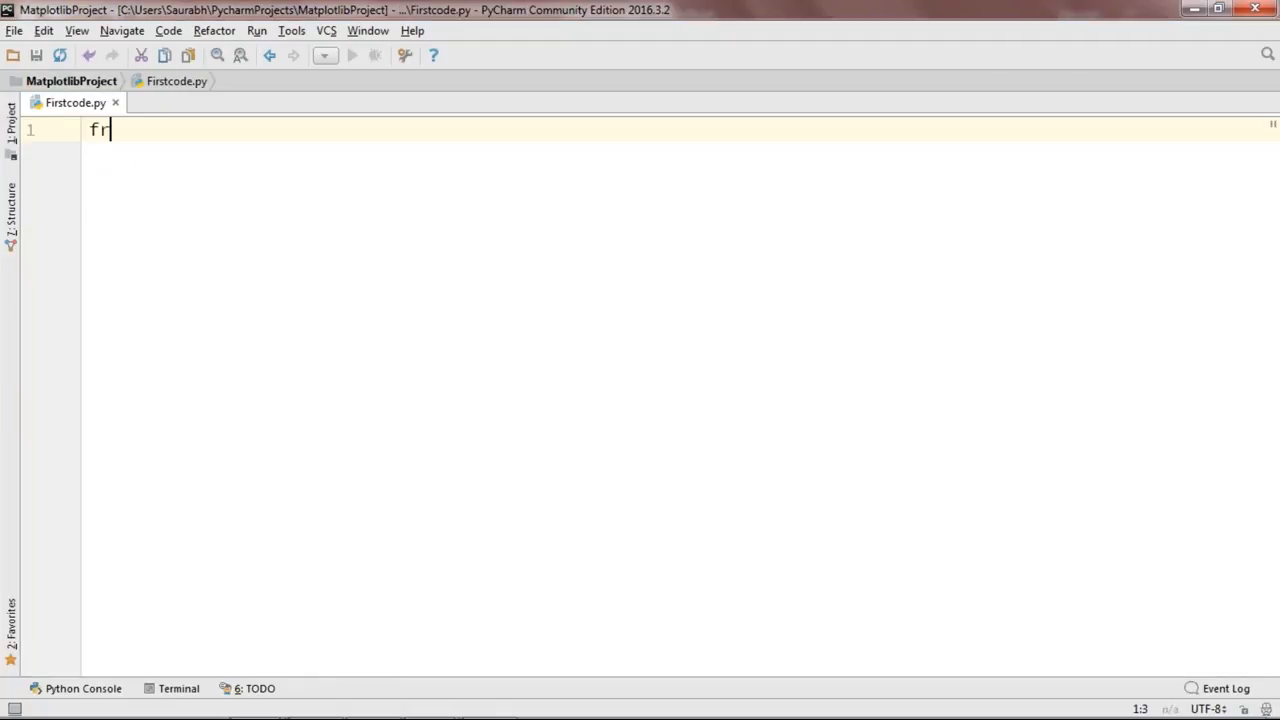 MatplotlibProject - [C:\Users\Saurabh\PycharmProjects\MatplotlibProject] - ...\Firstcode.py - PyCharm Community Edition 2016.3.2
File Edit View Navigate Code Refactor Run Tools VCS Window Help
MatplotlibProject Firstcode.py
Firstcode.py
1: Project
1 fr
7: Structure
2: Favorites
Python Console Terminal 6: TODO Event Log
1:3 n/a UTF-8